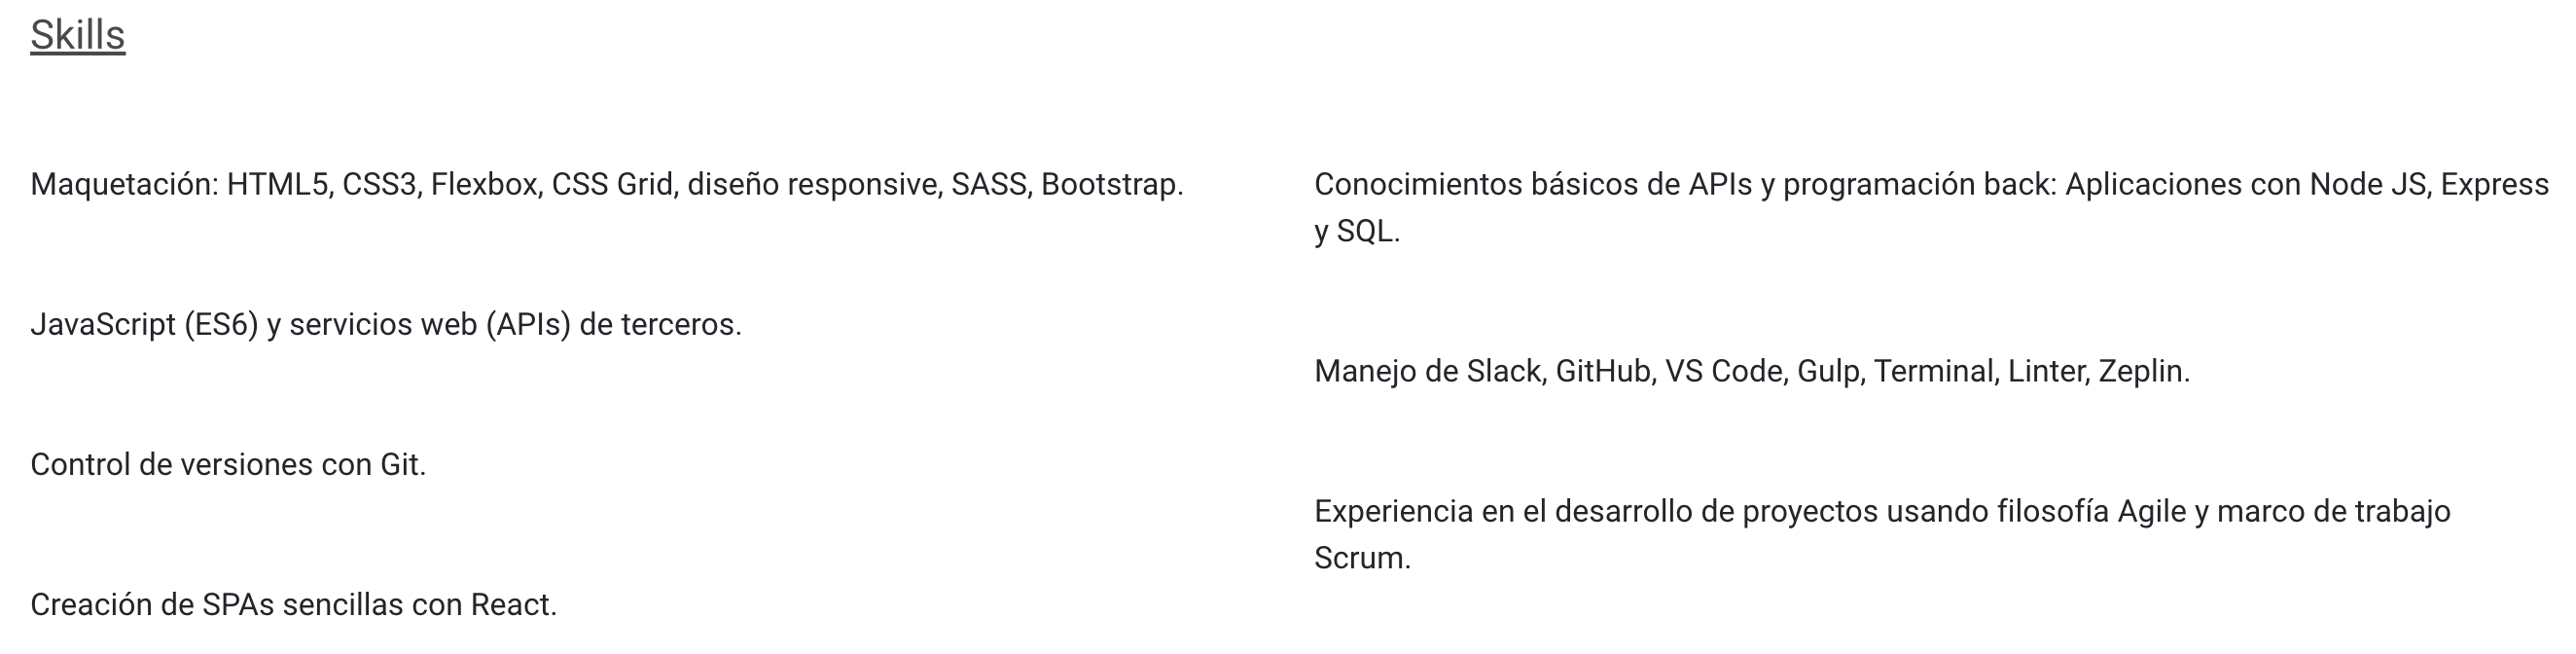 Skills
Maquetación: HTML5, CSS3, Flexbox, CSS Grid, diseño responsive, SASS, Bootstrap.
JavaScript (ES6) y servicios web (APIs) de terceros.
Control de versiones con Git.
Creación de SPAs sencillas con React.
Conocimientos básicos de APIs y programación back: Aplicaciones con Node JS, Express
y SQL.
Manejo de Slack, GitHub, VS Code, Gulp, Terminal, Linter, Zeplin.
Experiencia en el desarrollo de proyectos usando filosofía Agile y marco de trabajo
Scrum.